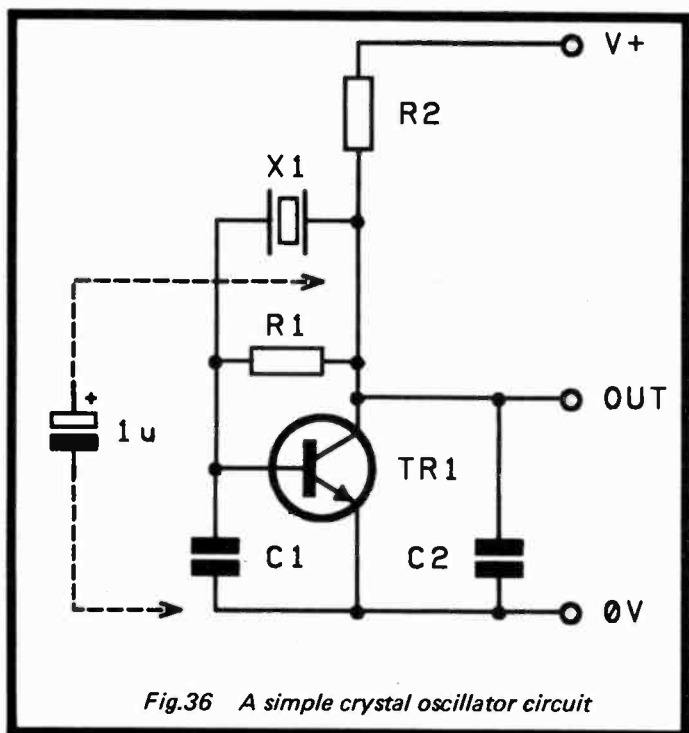 V+
R2
X1
R1
+
1u
OUT
TR1
C1
C2
0V
Fig.36 A simple crystal oscillator circuit